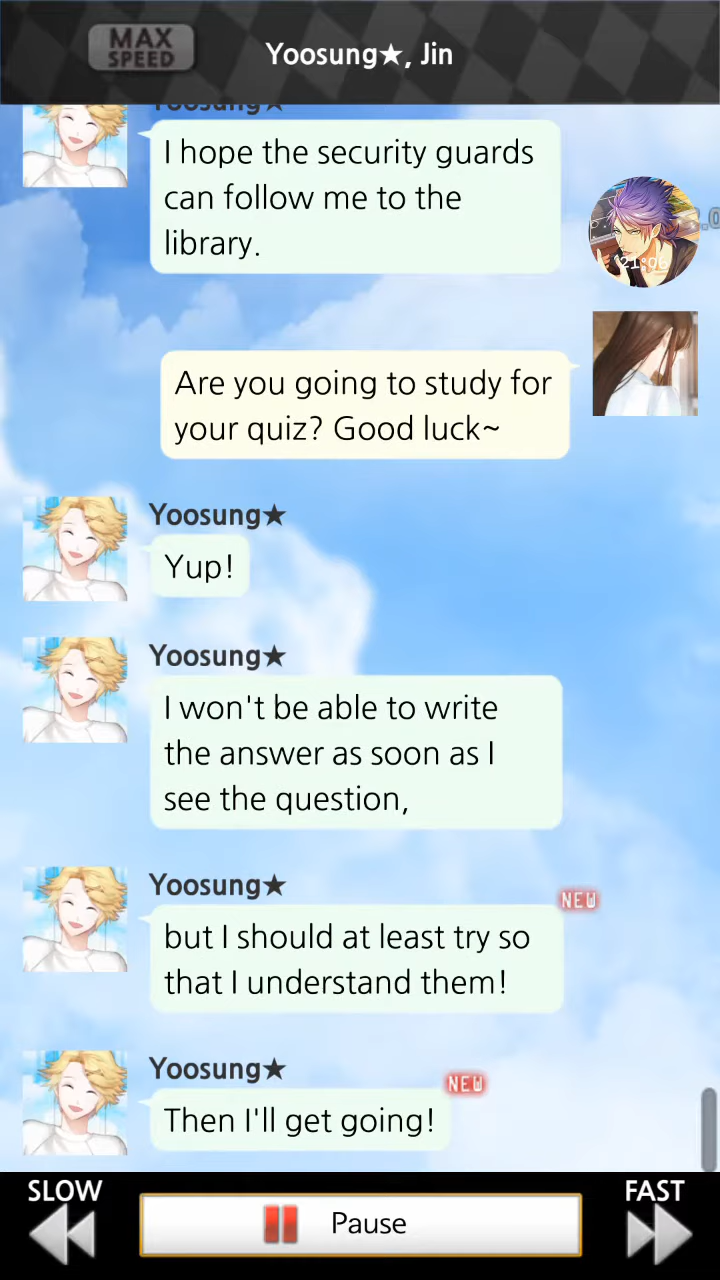 MAX
SPEED
Yoosung★, Jin
Yoosung★
I hope the security guards
can follow me to the
library.
21:06
Are you going to study for
your quiz? Good luck~
Yoosung★
Yup!
Yoosung★
I won't be able to write
the answer as soon as I
see the question,
Yoosung★
NEW
but I should at least try so
that I understand them!
Yoosung★
NEW
Then I'll get going!
SLOW
Pause
FAST